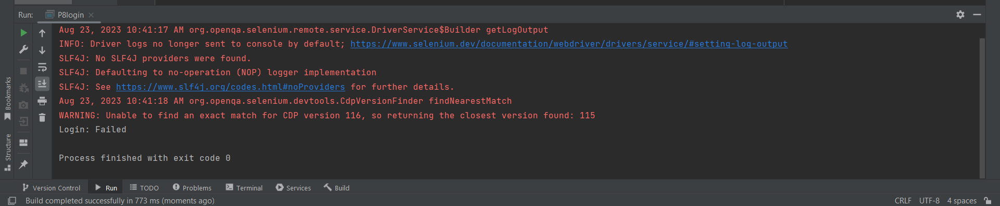 Run: P8login
Aug 23, 2023 10:41:17 AM org.openqa.selenium.remote.service.DriverService$Builder getLogOutput
INFO: Driver logs no longer sent to console by default; https://www.selenium.dev/documentation/webdriver/drivers/service/#setting-log-output
SLF4J: No SLF4J providers were found.
SLF4J: Defaulting to no-operation (NOP) logger implementation
SLF4J: See https://www.slf4j.org/codes.html#noProviders for further details.
Aug 23, 2023 10:41:18 AM org.openqa.selenium.devtools.CdpVersionFinder findNearestMatch
WARNING: Unable to find an exact match for CDP version 116, so returning the closest version found: 115
Login: Failed
Process finished with exit code 0
Bookmarks
Structure
Version Control Run TODO Problems Terminal Services Build
Build completed successfully in 773 ms (moments ago) CRLF UTF-8 4 spaces